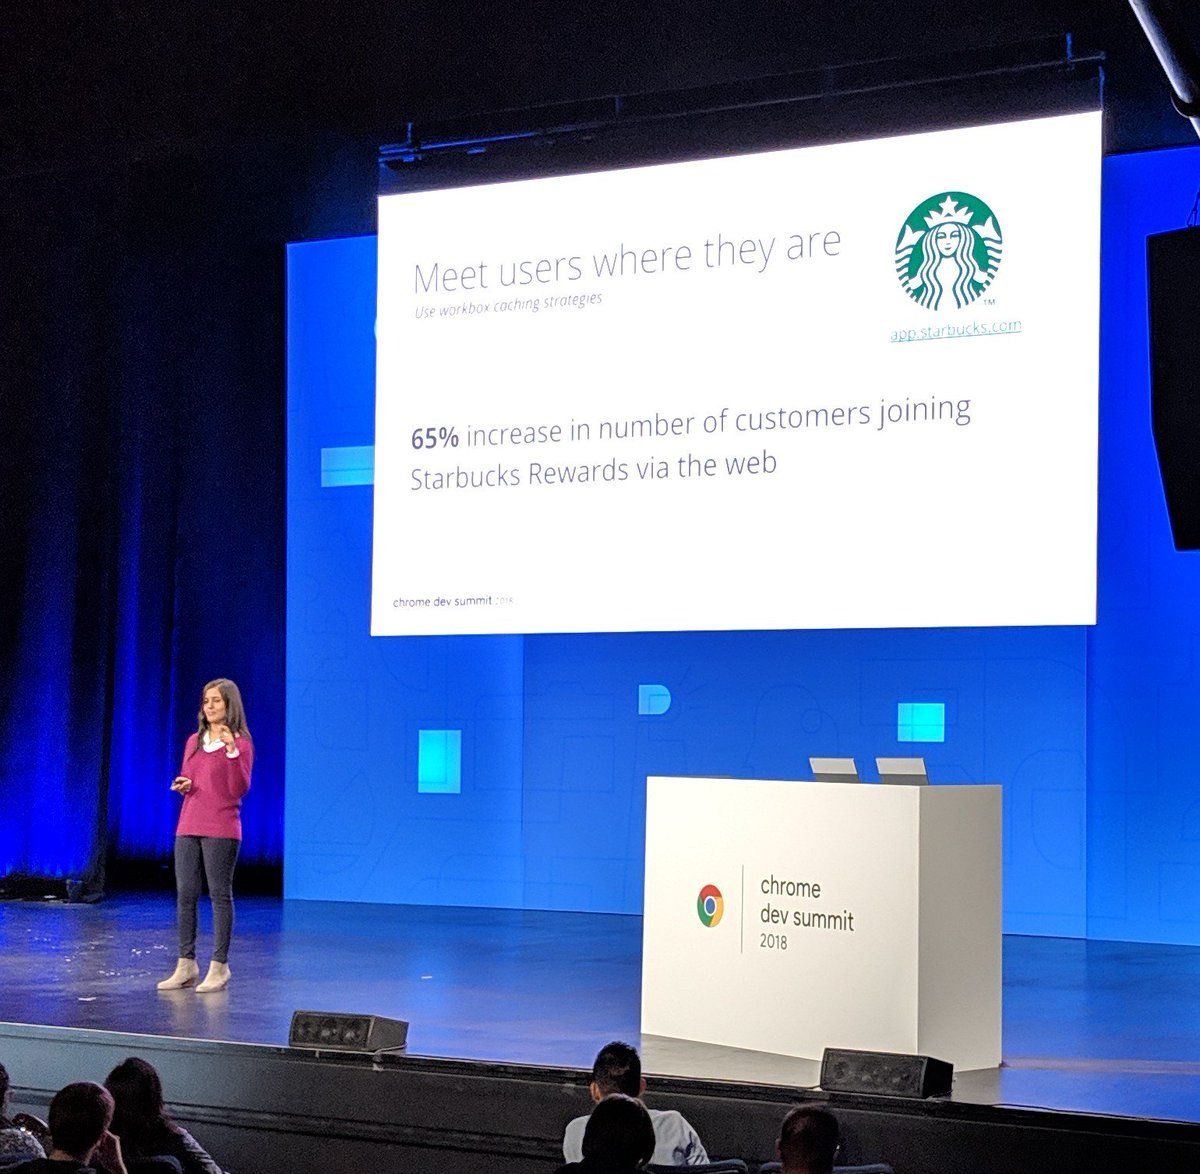 Meet users where they are
Use workbox caching strategies
TM
app.starbucks.com
65% increase in number of customers joining
Starbucks Rewards via the web
chrome dev summit 2018
chrome
dev summit
2018